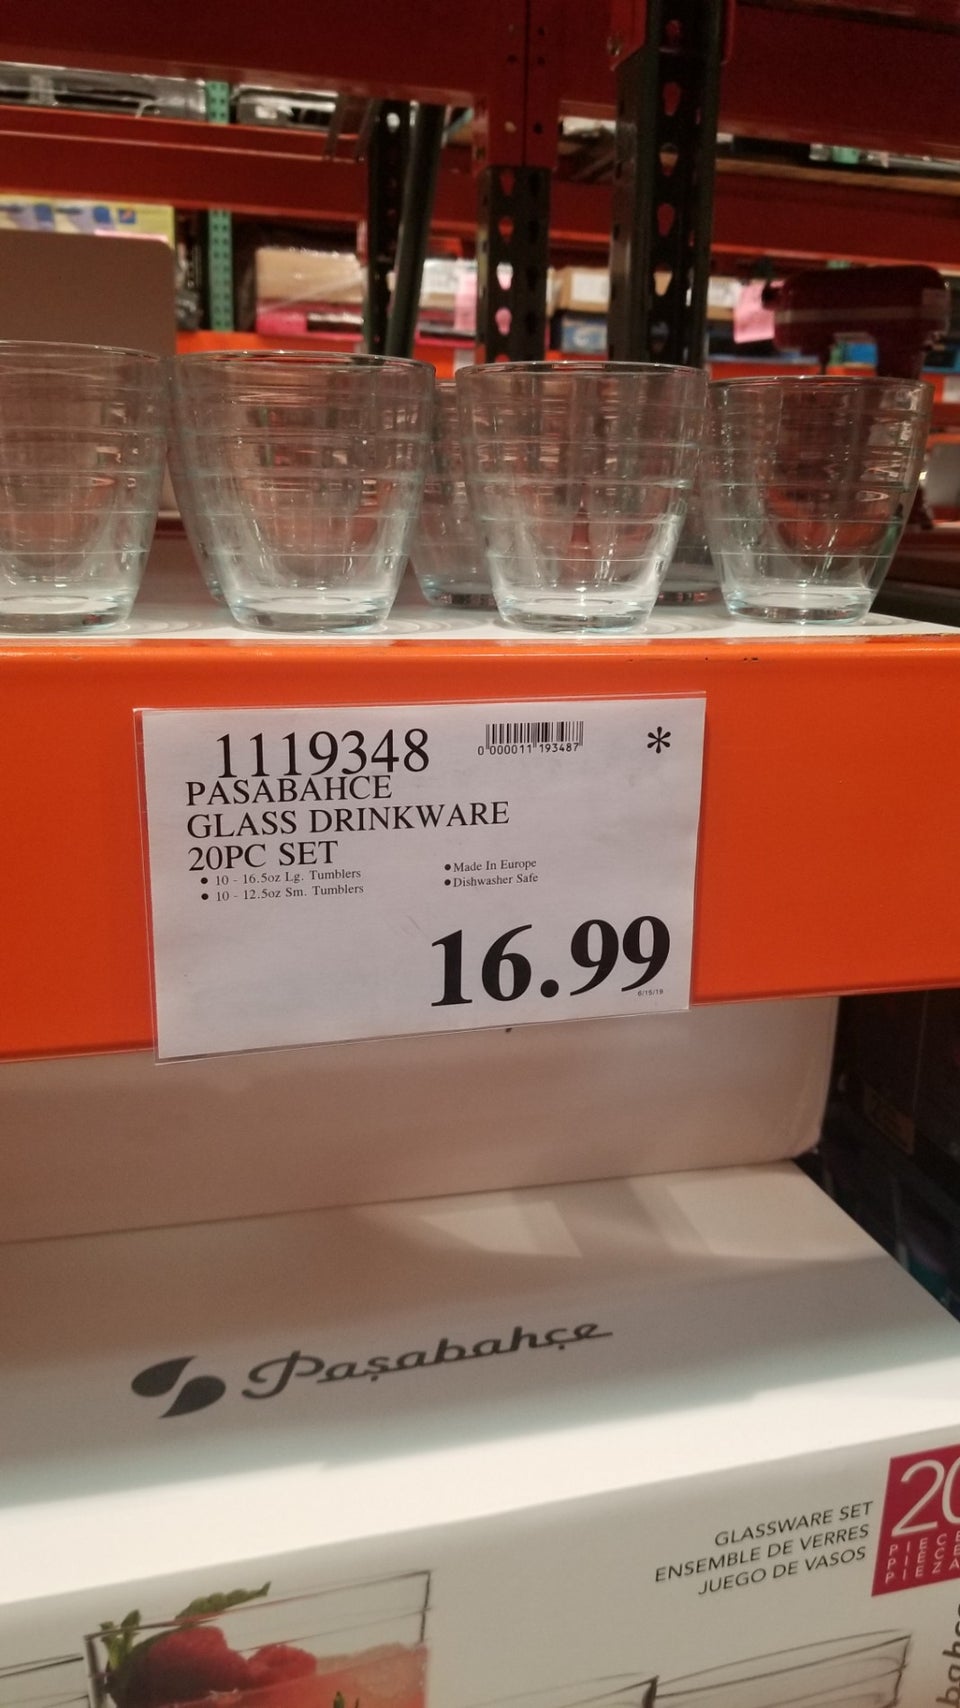 1119348
0 000011 193487
*
PASABAHCE
GLASS DRINKWARE
20PC SET
• 10 - 16.5oz Lg. Tumblers
• 10 - 12.5oz Sm. Tumblers
• Made In Europe
• Dishwasher Safe
16.99
6/15/19
Paşabahçe
GLASSWARE SET
ENSEMBLE DE VERRES
JUEGO DE VASOS
20